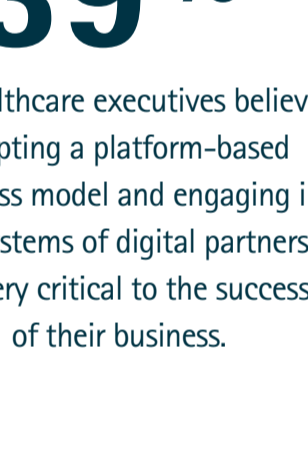 39%
lthcare executives believ
pting a platform-based
ss model and engaging i
stems of digital partners
ery critical to the success
of their business.